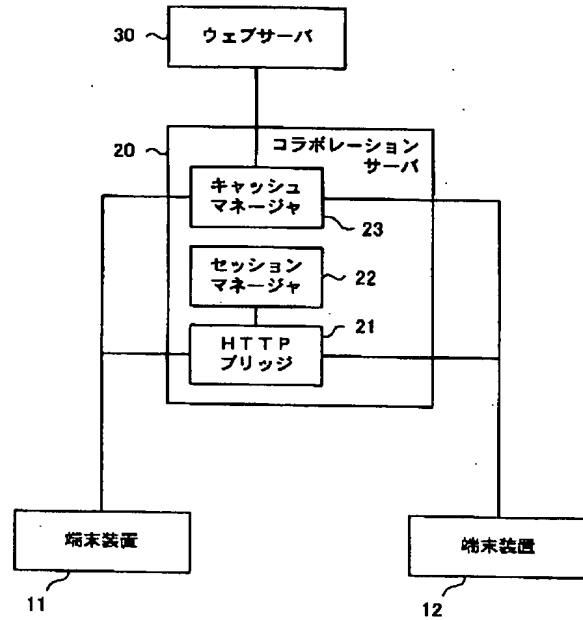 30
ウェブサーバ
20
コラボレーション
サーバ
キャッシュ
マネージャ
23
セッション
マネージャ
22
21
HTTP
ブリッジ
端末装置
11
端末装置
12